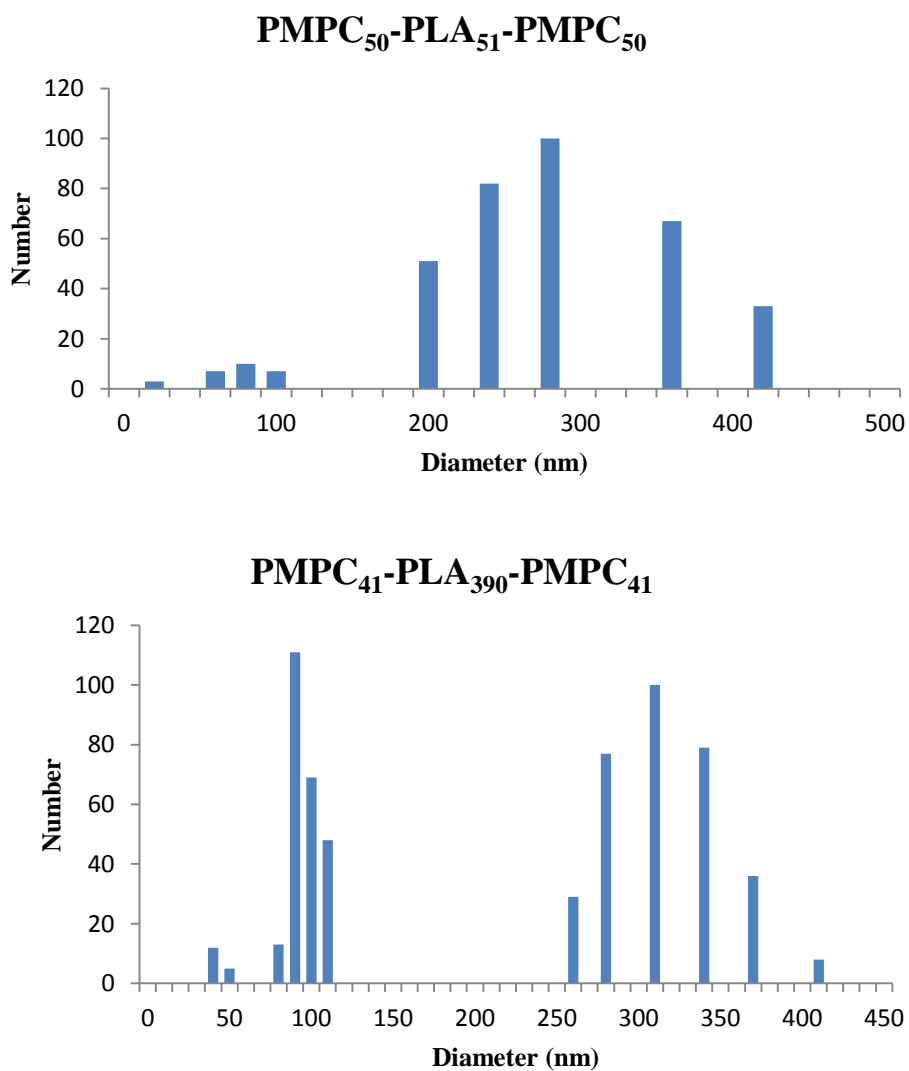 PMPC₅₀-PLA₅₁-PMPC₅₀
120
100
80
60
40
20
0
Number
0 100 200 300 400 500
Diameter (nm)
PMPC₄₁-PLA₃₉₀-PMPC₄₁
120
100
80
60
40
20
0
Number
0 50 100 150 200 250 300 350 400 450
Diameter (nm)